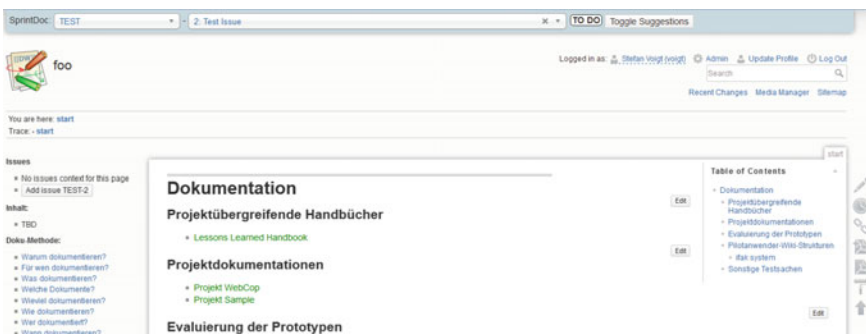 SprintDoc: TEST - 2: Test Issue TO DO Toggle Suggestions
foo
Logged in as: Stefan Voigt (voigt) Admin Update Profile Log Out
Search
Recent Changes Media Manager Sitemap
You are here: start
Trace: • start
start
Issues
No issues context for this page
Add issue TEST-2
Inhalt:
TBD
Doku-Methode:
Warum dokumentieren?
Für wen dokumentieren?
Was dokumentieren?
Welche Dokumente?
Wieviel dokumentieren?
Wie dokumentieren?
Wer dokumentiert?
Wann dokumentieren?
Dokumentation
Edit
Projektübergreifende Handbücher
Lessons Learned Handbook
Edit
Projektdokumentationen
Projekt WebCop
Projekt Sample
Edit
Evaluierung der Prototypen
Table of Contents
Dokumentation
Projektübergreifende
Handbücher
Projektdokumentationen
Evaluierung der Prototypen
Pilotanwender-Wiki-Strukturen
ifak system
Sonstige Testsachen